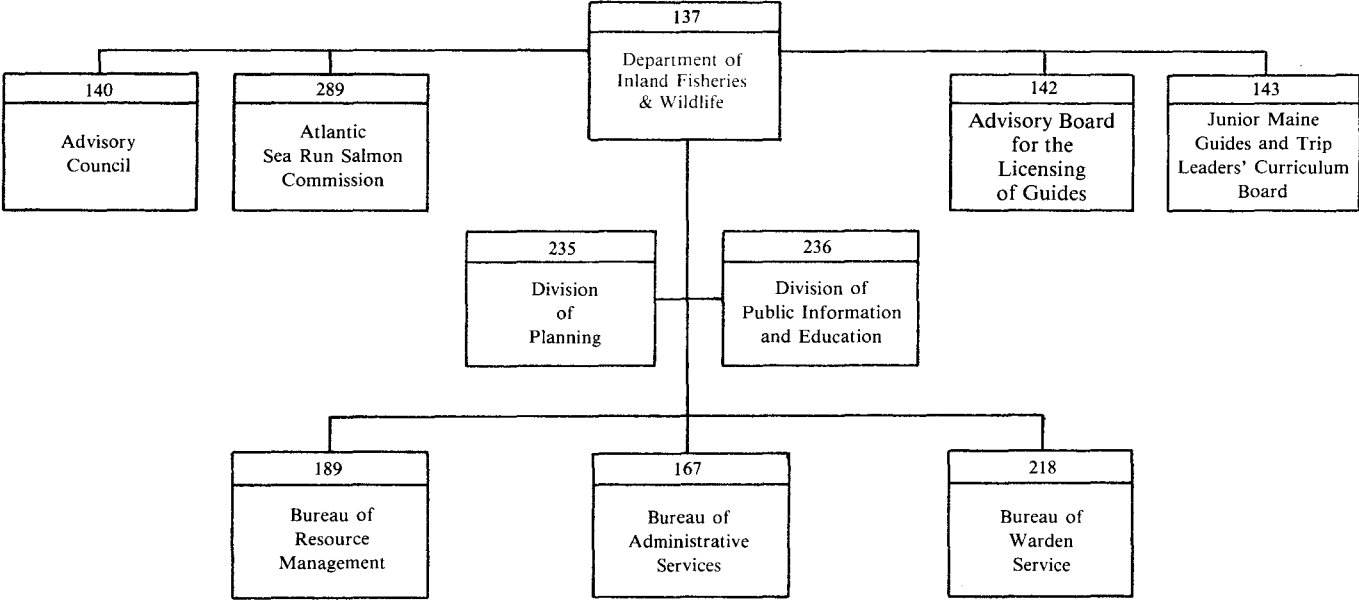 137
Department of
Inland Fisheries
& Wildlife
140
Advisory
Council
289
Atlantic
Sea Run Salmon
Commission
142
Advisory Board
for the
Licensing
of Guides
143
Junior Maine
Guides and Trip
Leaders' Curriculum
Board
235
Division
of
Planning
236
Division of
Public Information
and Education
189
Bureau of
Resource
Management
167
Bureau of
Administrative
Services
218
Bureau of
Warden
Service